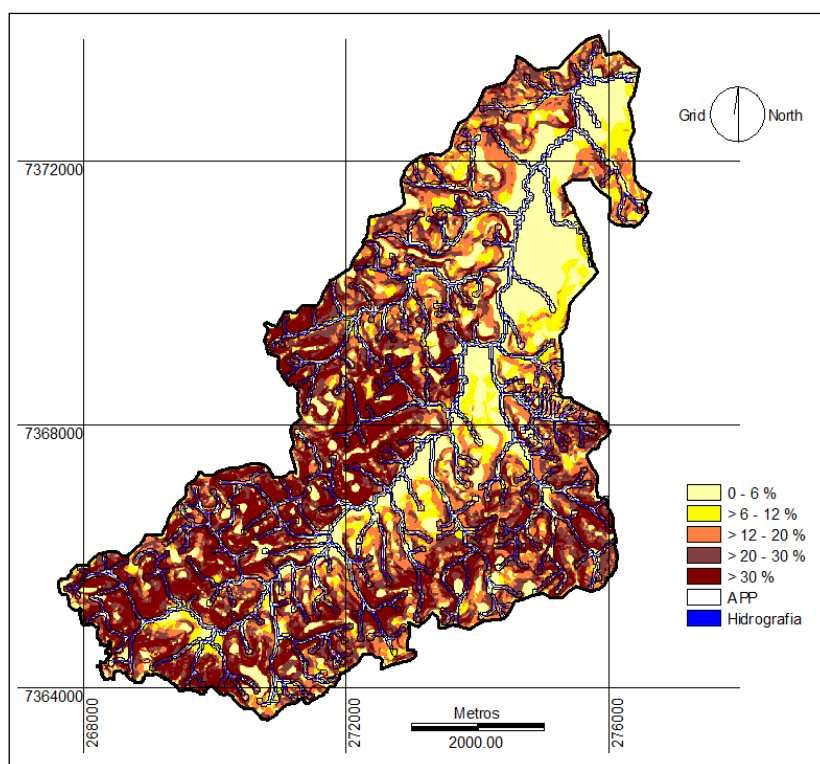 Grid North
7372000
7368000
7364000
0 - 6 %
> 6 - 12 %
> 12 - 20 %
> 20 - 30 %
> 30 %
APP
Hidrografia
Metros
2000.00
268000
272000
276000